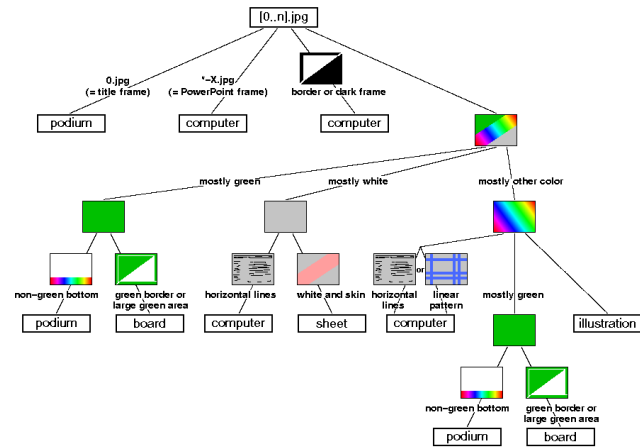 [0..n].jpg
0.jpg
(= title frame)
*-X.jpg
(= PowerPoint frame)
border or dark frame
podium
computer
computer
mostly green
mostly white
mostly other color
non-green bottom
green border or
large green area
horizontal lines
white and skin
or
horizontal
lines
linear
pattern
mostly green
podium
board
computer
sheet
computer
illustration
non-green bottom
green border or
large green area
podium
board